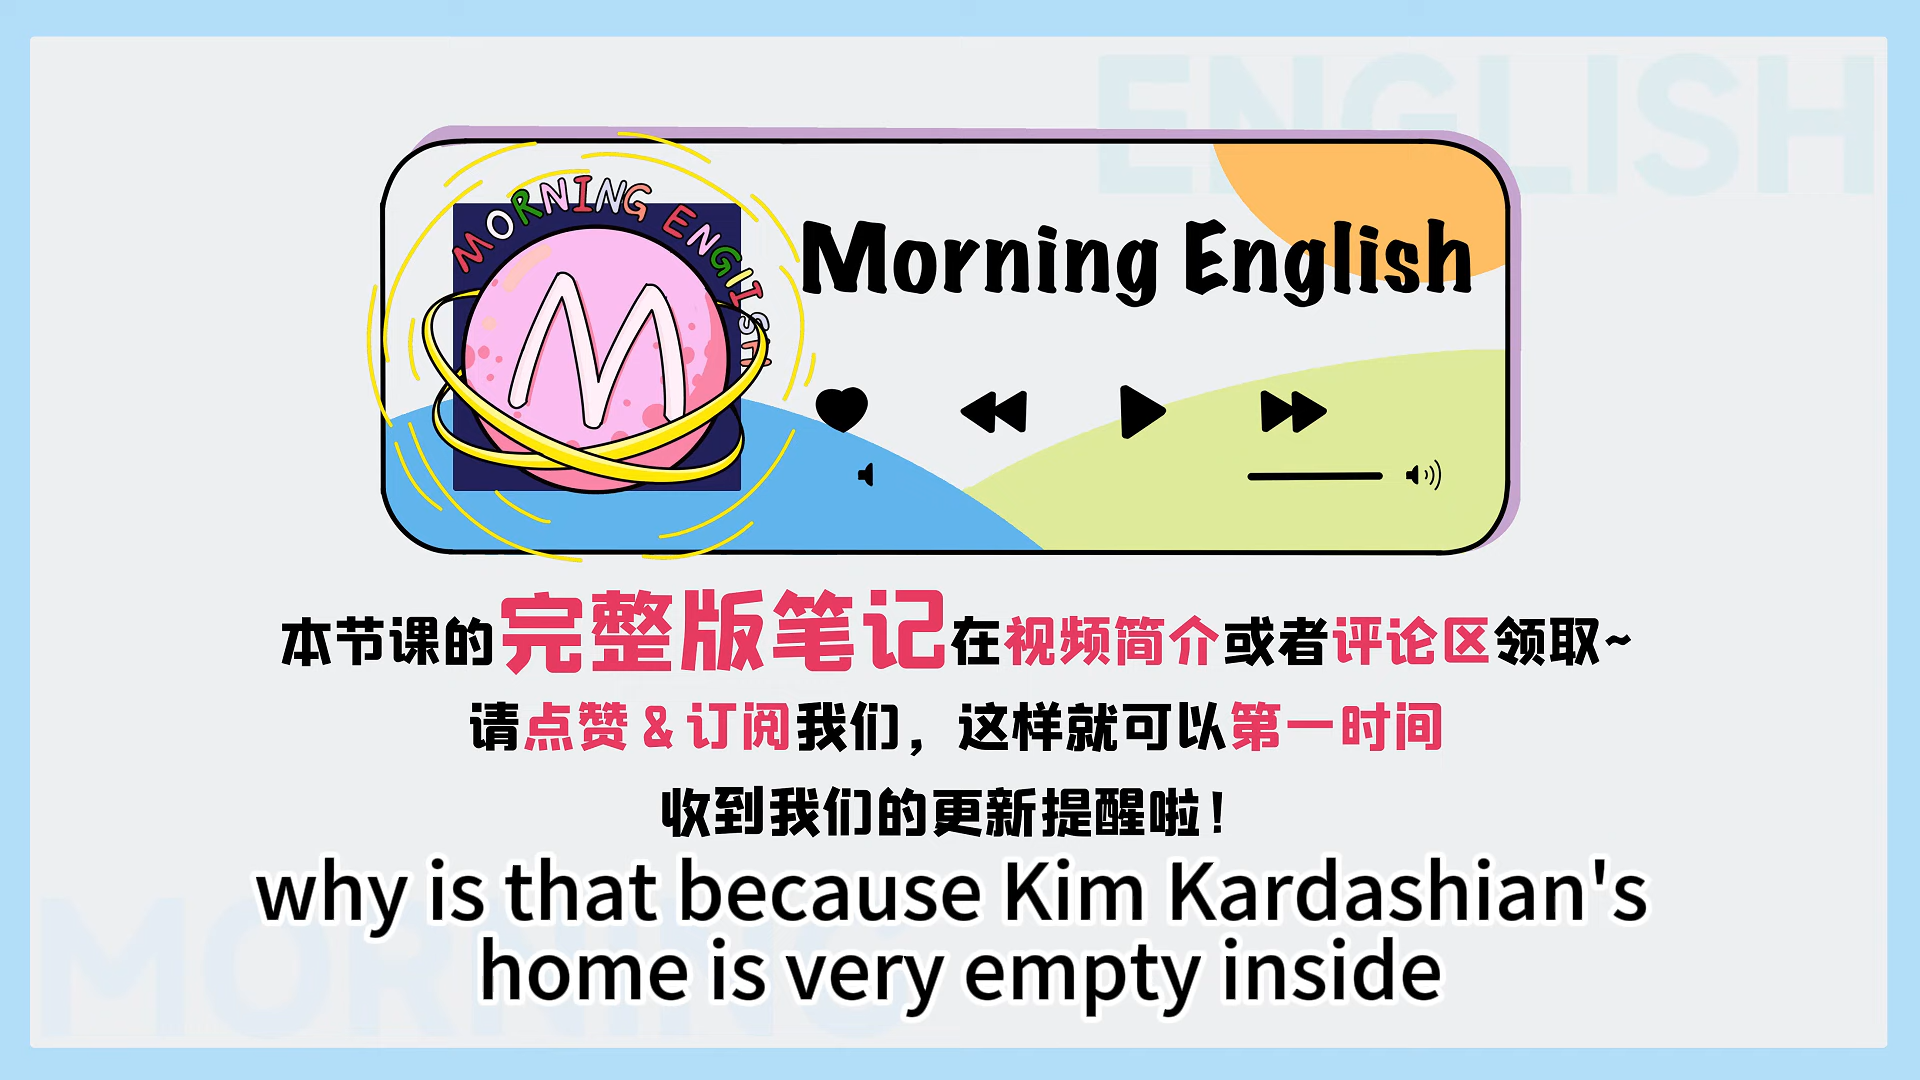 ENGLISH
MORNING ENGLISH
M
Morning English
本节课的完整版笔记在视频简介或者评论区领取~
请点赞&订阅我们，这样就可以第一时间
收到我们的更新提醒啦！
MORNING
why is that because Kim Kardashian's
home is very empty inside